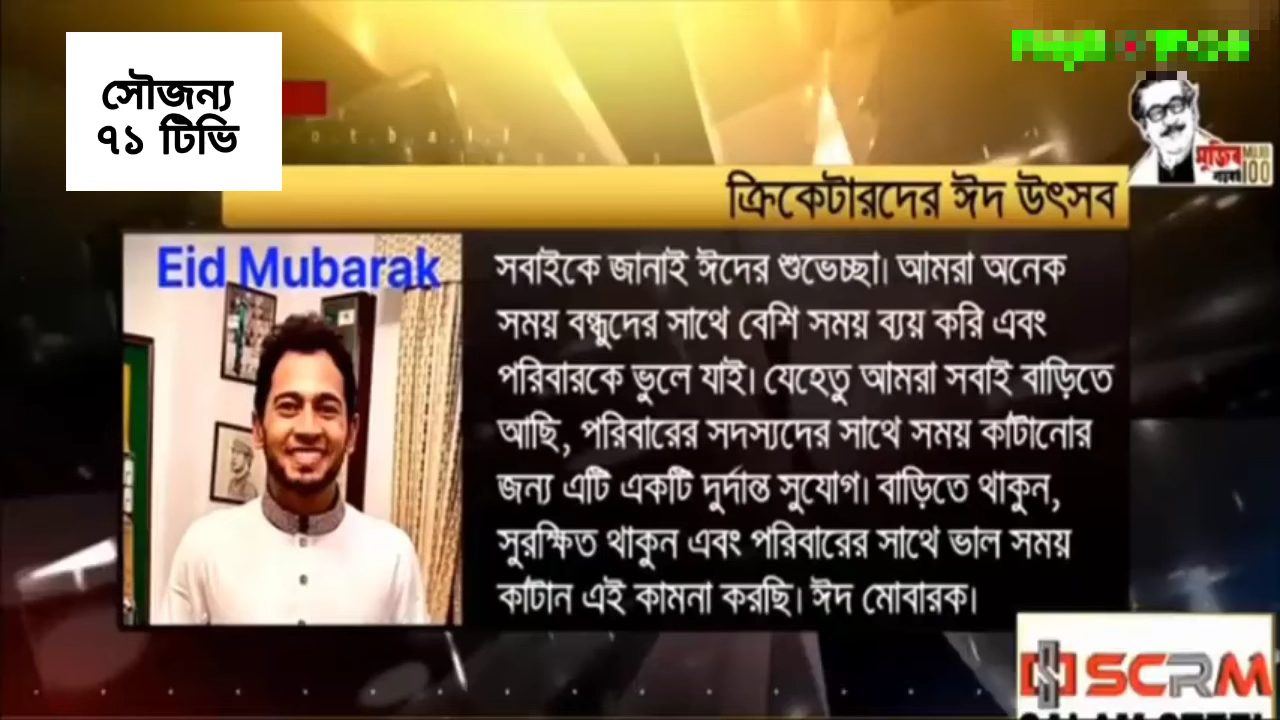 সৌজন্য
৭১ টিভি
মুজিব
100
ক্রিকেটারদের ঈদ উৎসব
Eid Mubarak
সবাইকে জানাই ঈদের শুভেচ্ছা। আমরা অনেক
সময় বন্ধুদের সাথে বেশি সময় ব্যয় করি এবং
পরিবারকে ভুলে যাই। যেহেতু আমরা সবাই বাড়িতে
আছি, পরিবারের সদস্যদের সাথে সময় কাটানোর
জন্য এটি একটি দুর্দান্ত সুযোগ। বাড়িতে থাকুন,
সুরক্ষিত থাকুন এবং পরিবারের সাথে ভাল সময়
কাটান এই কামনা করছি। ঈদ মোবারক।
SCRM